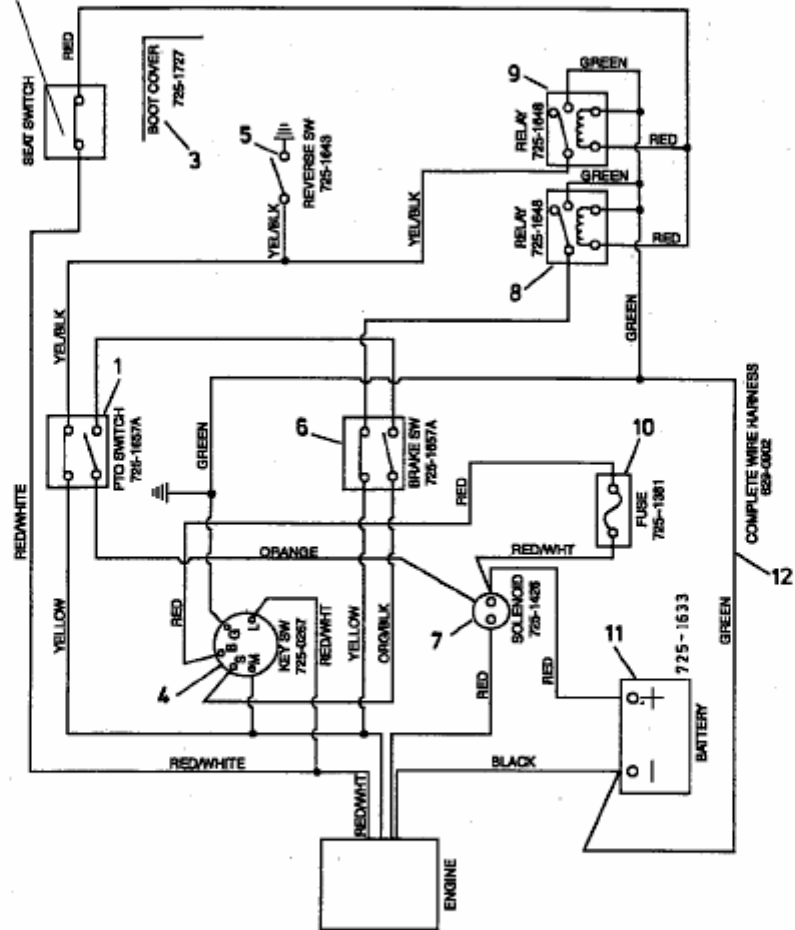 RED
SEAT SWITCH
BOOT COVER
725-1727
3
5
REVERSE SW
725-1643
YEL/BLK
9
GREEN
RELAY
725-1648
RED
GREEN
RELAY
725-1648
RED
8
YEL/BLK
GREEN
YEL/BLK
1
PTO SWITCH
725-1657A
GREEN
6
BRAKE SW
725-1657A
RED
10
FUSE
725-1381
COMPLETE WIRE HARNESS
629-0902
12
RED/WHITE
ORANGE
RED/WHT
YELLOW
RED
G
L
B
S
M
KEY SW
725-0267
4
RED/WHT
YELLOW
ORG/BLK
7
SOLENOID
725-1426
RED
RED
11
725-1633
+
−
BATTERY
GREEN
RED/WHITE
BLACK
RED/WHT
ENGINE